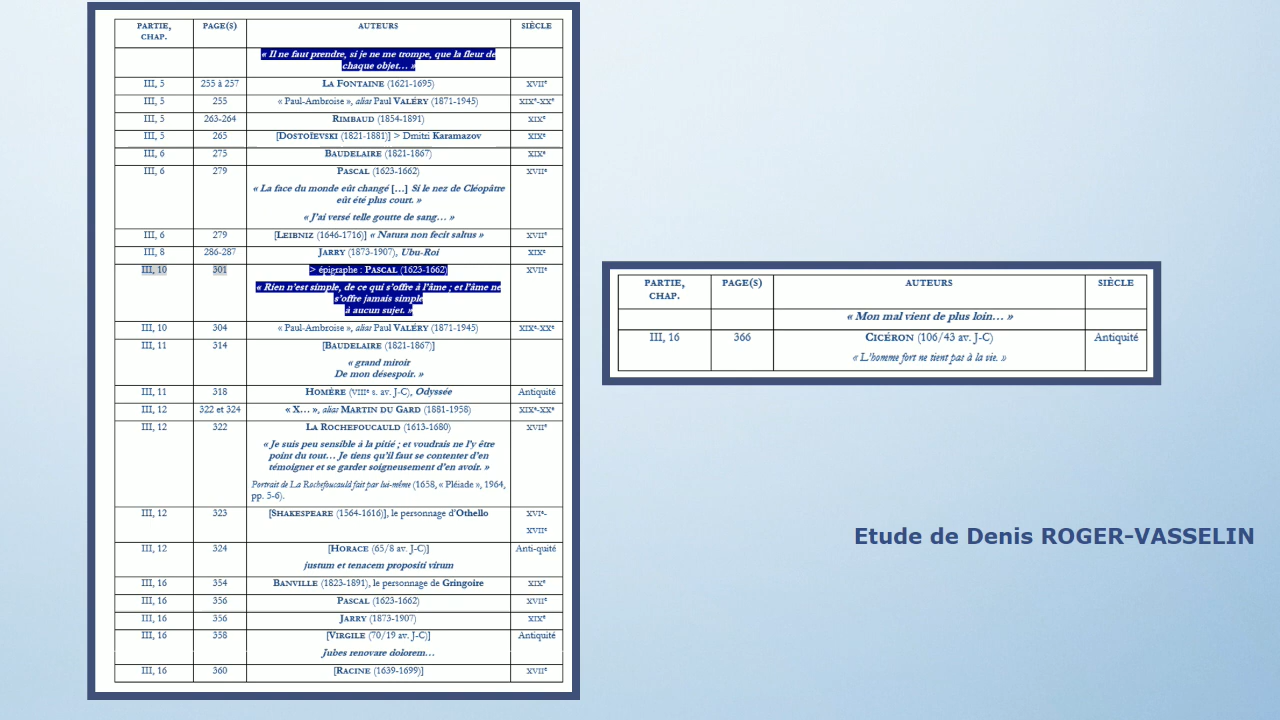 PARTIE, CHAP. PAGE(S) AUTEURS SIÈCLE
« Il ne faut prendre, si je ne me trompe, que la fleur de
chaque objet… »
III, 5 255 à 257 LA FONTAINE (1621-1695) XVIIe
III, 5 255 « Paul-Ambroise », alias Paul VALÉRY (1871-1945) XIXe-XXe
III, 5 263-264 RIMBAUD (1854-1891) XIXe
III, 5 265 [DOSTOÏEVSKI (1821-1881)] > Dmitri Karamazov XIXe
III, 6 275 BAUDELAIRE (1821-1867) XIXe
III, 6 279 PASCAL (1623-1662) XVIIe
« La face du monde eût changé […] Si le nez de Cléopâtre
eût été plus court. »
« J'ai versé telle goutte de sang… »
III, 6 279 [LEIBNIZ (1646-1716)] « Natura non fecit saltus » XVIIe
III, 8 286-287 JARRY (1873-1907), Ubu-Roi XIXe
III, 10 301 > épigraphe : PASCAL (1623-1662) XVIIe
« Rien n'est simple, de ce qui s'offre à l'âme ; et l'âme ne
s'offre jamais simple
à aucun sujet. »
III, 10 304 « Paul-Ambroise », alias Paul VALÉRY (1871-1945) XIXe-XXe
III, 11 314 [BAUDELAIRE (1821-1867)]
« grand miroir
De mon désespoir. »
III, 11 318 HOMÈRE (VIIIe s. av. J-C), Odyssée Antiquité
III, 12 322 et 324 « X… », alias MARTIN DU GARD (1881-1958) XIXe-XXe
III, 12 322 LA ROCHEFOUCAULD (1613-1680) XVIIe
« Je suis peu sensible à la pitié ; et voudrais ne l'y être
point du tout… Je tiens qu'il faut se contenter d'en
témoigner et se garder soigneusement d'en avoir. »
Portrait de La Rochefoucauld fait par lui-même (1658, « Pléiade », 1964,
pp. 5-6).
III, 12 323 [SHAKESPEARE (1564-1616)], le personnage d'Othello XVIe-
XVIIe
III, 12 324 [HORACE (65/8 av. J-C)] Anti-quité
justum et tenacem propositi virum
III, 16 354 BANVILLE (1823-1891), le personnage de Gringoire XIXe
III, 16 356 PASCAL (1623-1662) XVIIe
III, 16 356 JARRY (1873-1907) XIXe
III, 16 358 [VIRGILE (70/19 av. J-C)] Antiquité
Jubes renovare dolorem…
III, 16 360 [RACINE (1639-1699)] XVIIe
PARTIE, CHAP. PAGE(S) AUTEURS SIÈCLE
« Mon mal vient de plus loin… »
III, 16 366 CICÉRON (106/43 av. J-C) Antiquité
« L'homme fort ne tient pas à la vie. »
Etude de Denis ROGER-VASSELIN